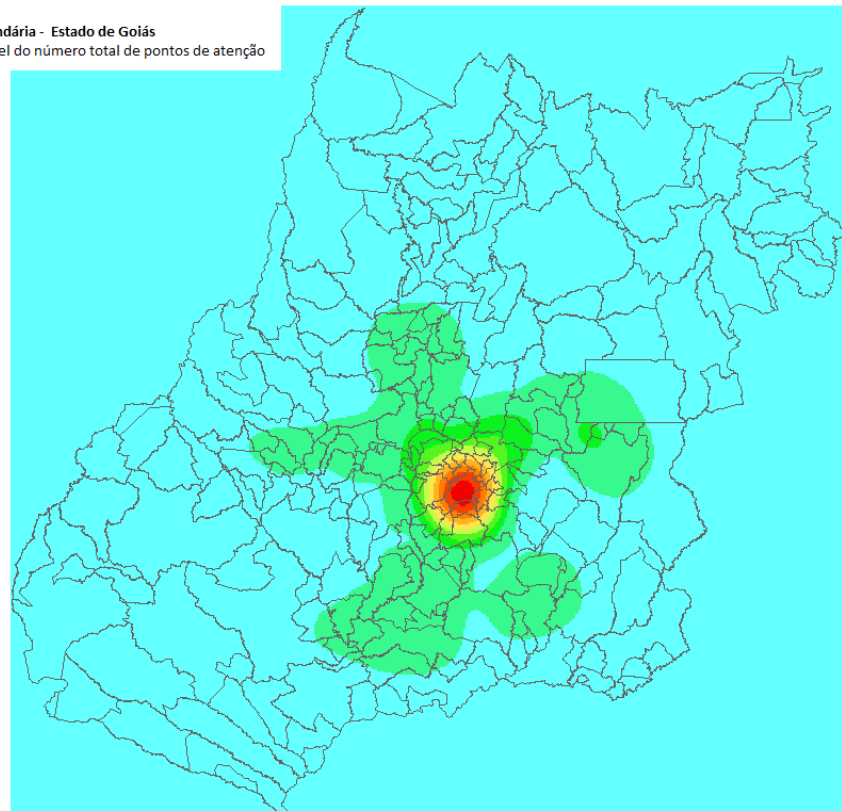 ndária - Estado de Goiás
el do número total de pontos de atenção